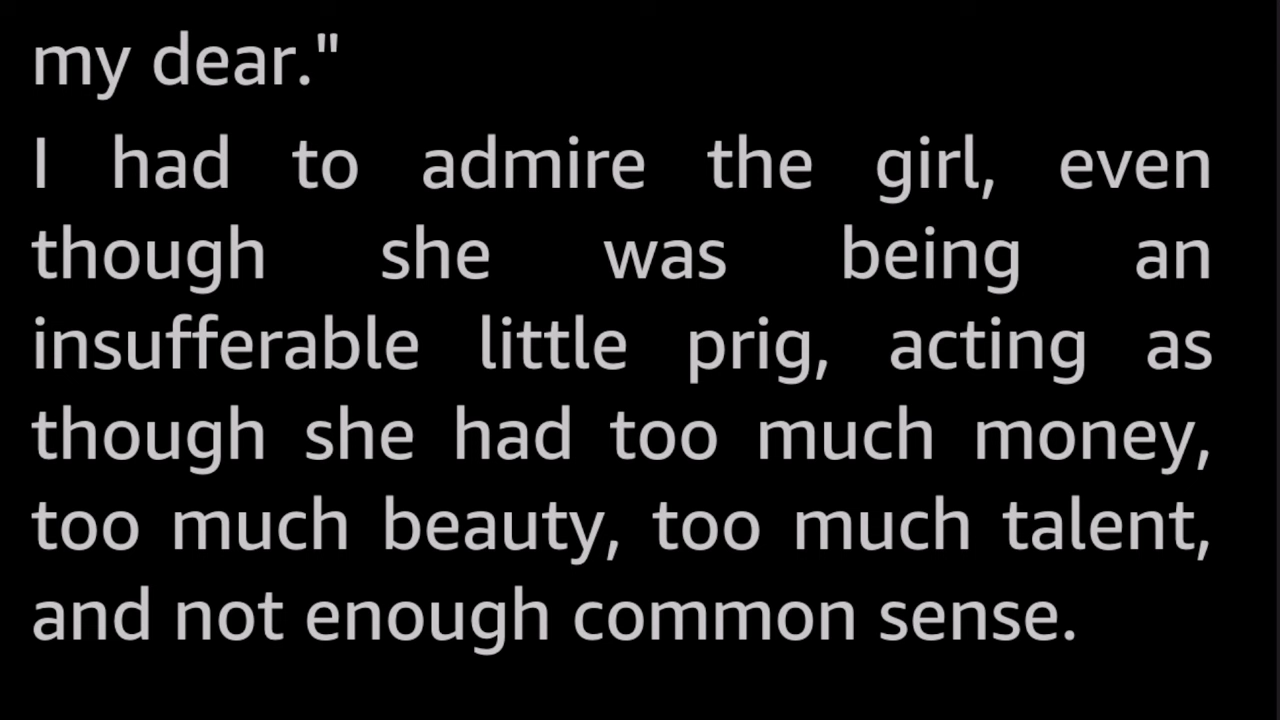 my dear."
I had to admire the girl, even
though she was being an
insufferable little prig, acting as
though she had too much money,
too much beauty, too much talent,
and not enough common sense.